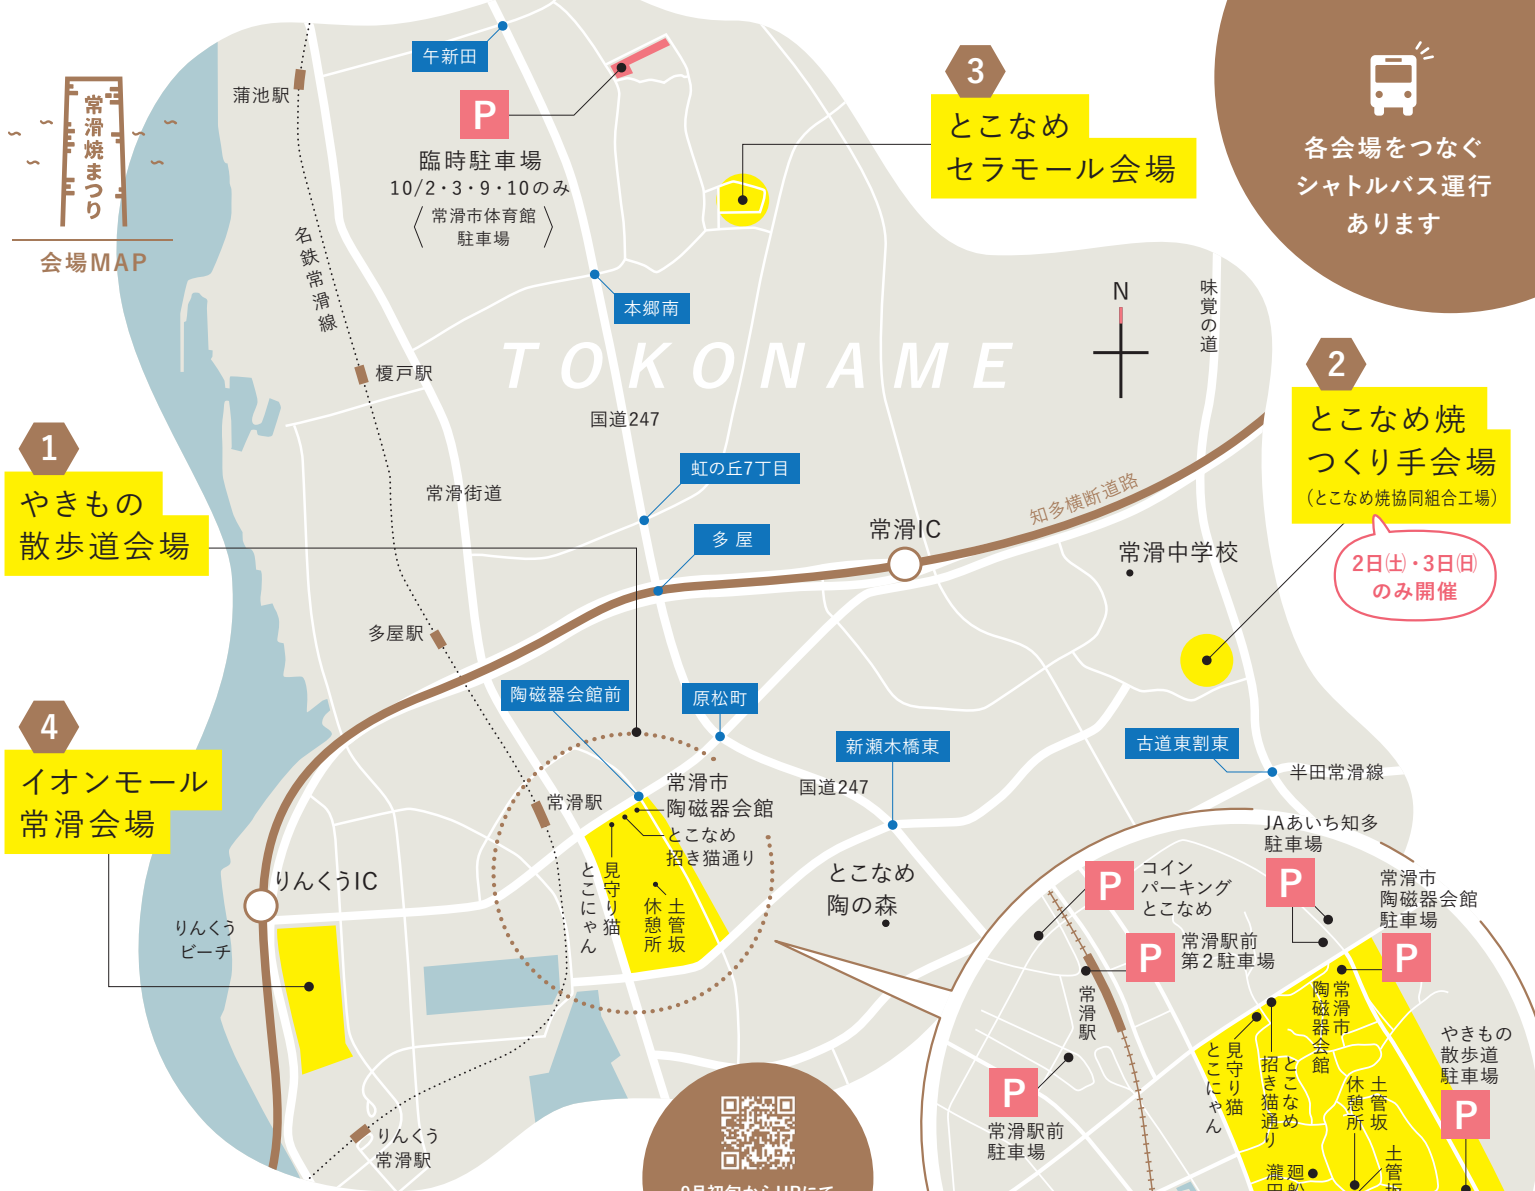 常滑焼まつり
会場MAP
蒲池駅
午新田
P
臨時駐車場
10/2・3・9・10のみ
常滑市体育館
駐車場
3
とこなめ
セラモール会場
各会場をつなぐ
シャトルバス運行
あります
名鉄常滑線
本郷南
N
味覚の道
TOKONAME
榎戸駅
国道247
2
とこなめ焼
つくり手会場
(とこなめ焼協同組合工場)
2日(土)・3日(日)
のみ開催
1
やきもの
散歩道会場
常滑街道
虹の丘7丁目
多屋
常滑IC
知多横断道路
常滑中学校
多屋駅
陶磁器会館前
原松町
新瀬木橋東
古道東割東
半田常滑線
4
イオンモール
常滑会場
常滑駅
常滑市
陶磁器会館
とこなめ
招き猫通り
国道247
見守り猫
とこにゃん
土管坂
休憩所
とこなめ
陶の森
りんくうIC
りんくう
ビーチ
りんくう
常滑駅
JAあいち知多
駐車場
P
P
コイン
パーキング
とこなめ
常滑市
陶磁器会館
駐車場
P
P
常滑駅前
第2駐車場
常滑駅
常滑市
陶磁器会館
見守り猫
とこにゃん
とこなめ
招き猫通り
土管坂
休憩所
やきもの
散歩道
駐車場
P
P
常滑駅前
駐車場
土管坂
廻船
瀧田
9月初旬からHPにて